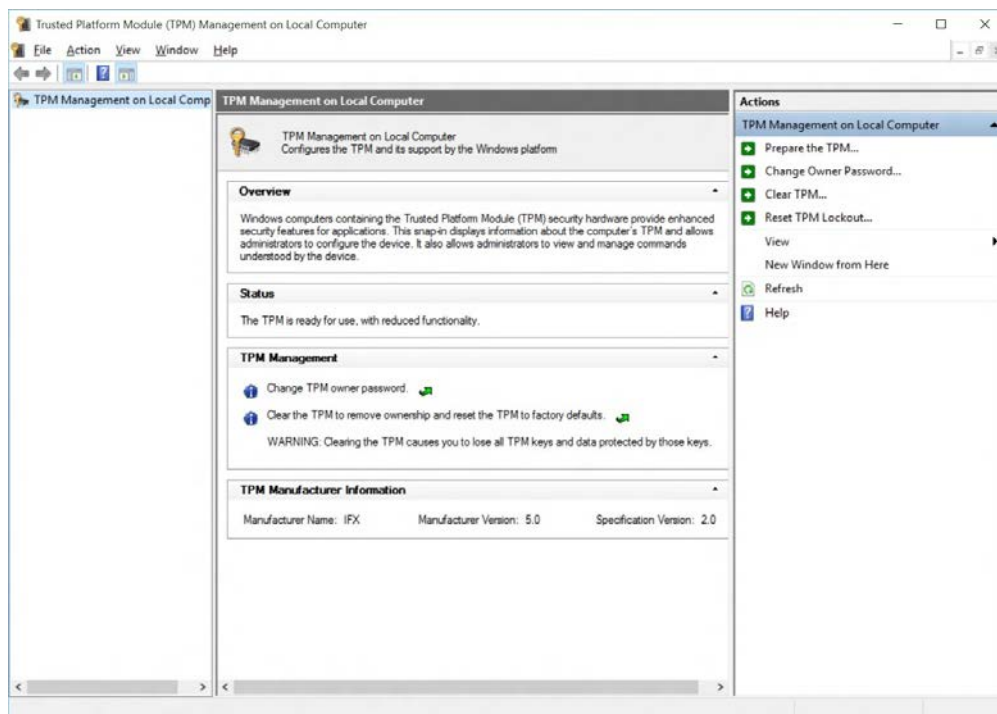 Trusted Platform Module (TPM) Management on Local Computer
File Action View Window Help
TPM Management on Local Comp
TPM Management on Local Computer
TPM Management on Local Computer
Configures the TPM and its support by the Windows platform
Overview
Windows computers containing the Trusted Platform Module (TPM) security hardware provide enhanced
security features for applications. This snap-in displays information about the computer's TPM and allows
administrators to configure the device. It also allows administrators to view and manage commands
understood by the device.
Status
The TPM is ready for use, with reduced functionality.
TPM Management
Change TPM owner password.
Clear the TPM to remove ownership and reset the TPM to factory defaults.
WARNING: Clearing the TPM causes you to lose all TPM keys and data protected by those keys.
TPM Manufacturer Information
Manufacturer Name: IFX Manufacturer Version: 5.0 Specification Version: 2.0
Actions
TPM Management on Local Computer
Prepare the TPM...
Change Owner Password...
Clear TPM...
Reset TPM Lockout...
View
New Window from Here
Refresh
Help